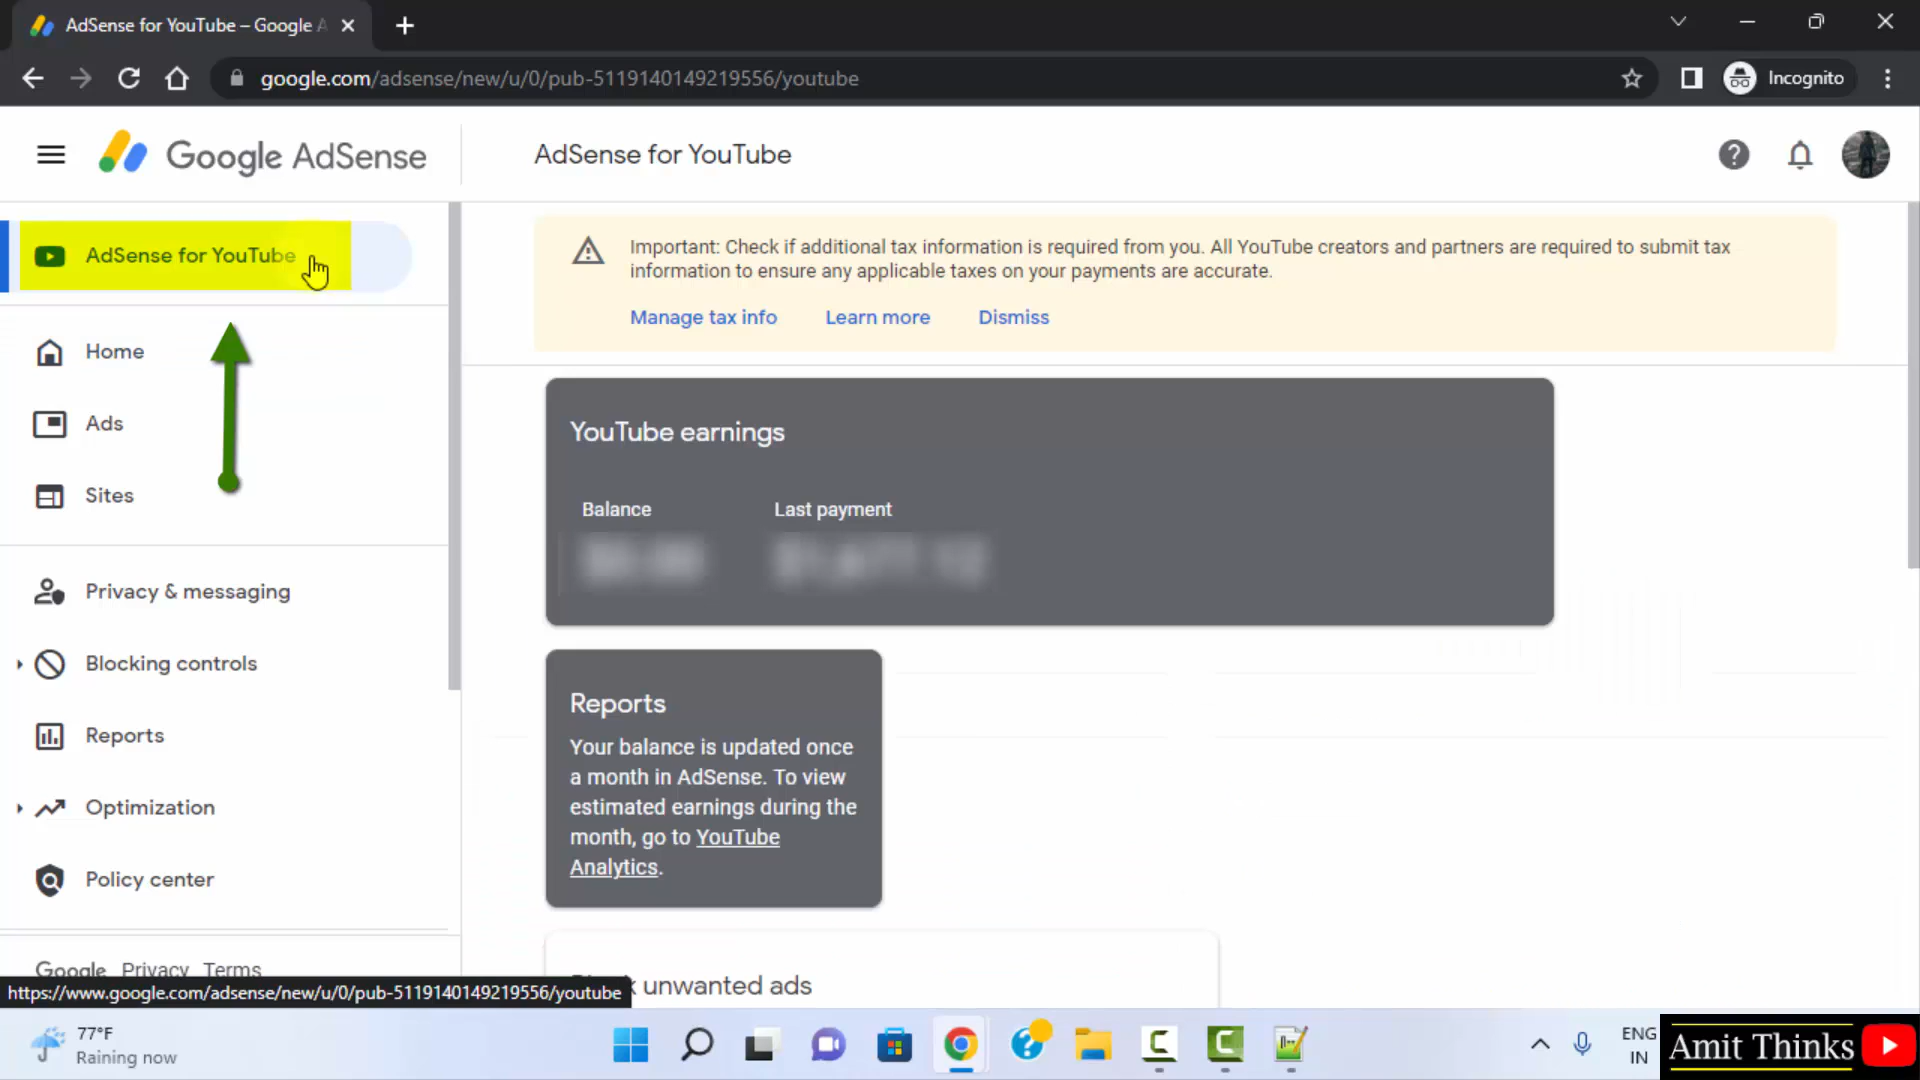 AdSense for YouTube – Google A
google.com/adsense/new/u/0/pub-5119140149219556/youtube
Incognito
Google AdSense
AdSense for YouTube
AdSense for YouTube
Important: Check if additional tax information is required from you. All YouTube creators and partners are required to submit tax
information to ensure any applicable taxes on your payments are accurate.
Manage tax info Learn more Dismiss
Home
Ads
Sites
Privacy & messaging
Blocking controls
Reports
Optimization
Policy center
Google Privacy Terms
YouTube earnings
Balance Last payment
Reports
Your balance is updated once
a month in AdSense. To view
estimated earnings during the
month, go to YouTube
Analytics.
unwanted ads
https://www.google.com/adsense/new/u/0/pub-5119140149219556/youtube
77°F
Raining now
ENG
IN
Amit Thinks